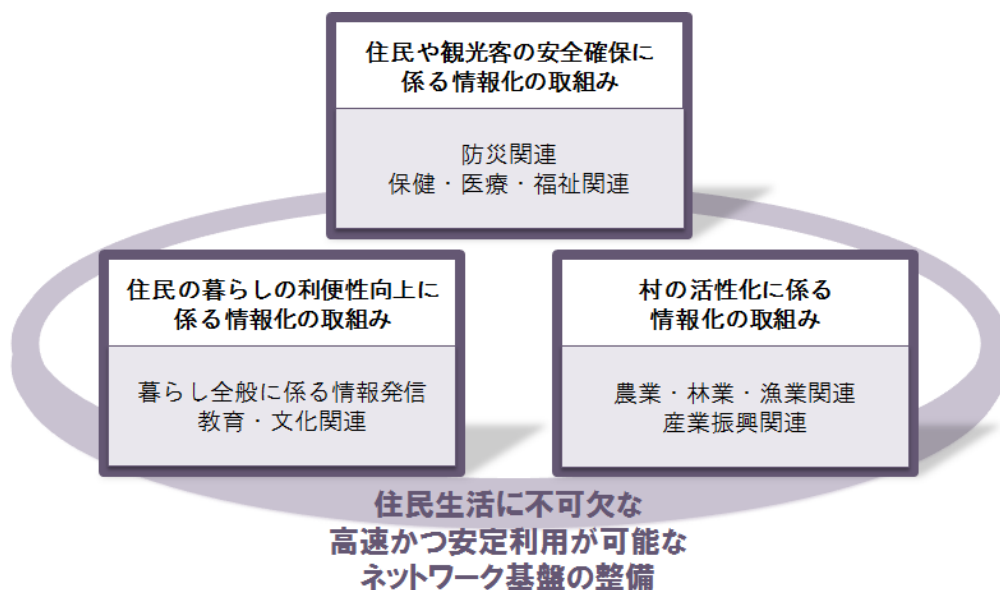 住民や観光客の安全確保に
係る情報化の取組み
防災関連
保健・医療・福祉関連
住民の暮らしの利便性向上に
係る情報化の取組み
暮らし全般に係る情報発信
教育・文化関連
村の活性化に係る
情報化の取組み
農業・林業・漁業関連
産業振興関連
住民生活に不可欠な
高速かつ安定利用が可能な
ネットワーク基盤の整備